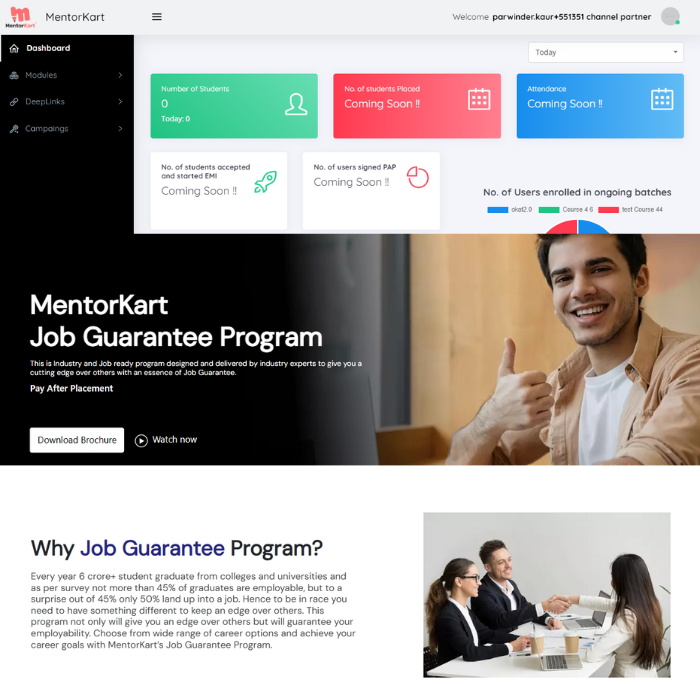 MentorKart
MentorKart
Welcome parwinder.kaur+551351 channel partner
Dashboard
Modules
DeepLinks
Campaings
Today
Number of Students
0
Today: 0
No. of students Placed
Coming Soon !!
Attendance
Coming Soon !!
No. of students accepted
and started EMI
Coming Soon !!
No. of users signed PAP
Coming Soon !!
No. of Users enrolled in ongoing batches
okat2.0
Course 4 6
test Course 44
MentorKart
Job Guarantee Program
This is Industry and Job ready program designed and delivered by industry experts to give you a
cutting edge over others with an essence of Job Guarantee.
Pay After Placement
Download Brochure
Watch now
Why Job Guarantee Program?
Every year 6 crore+ student graduate from colleges and universities and
as per survey not more than 45% of graduates are employable, but to a
surprise out of 45% only 50% land up into a job. Hence to be in race you
need to have something different to keep an edge over others. This
program not only will give you an edge over others but will guarantee your
employability. Choose from wide range of career options and achieve your
career goals with MentorKart's Job Guarantee Program.